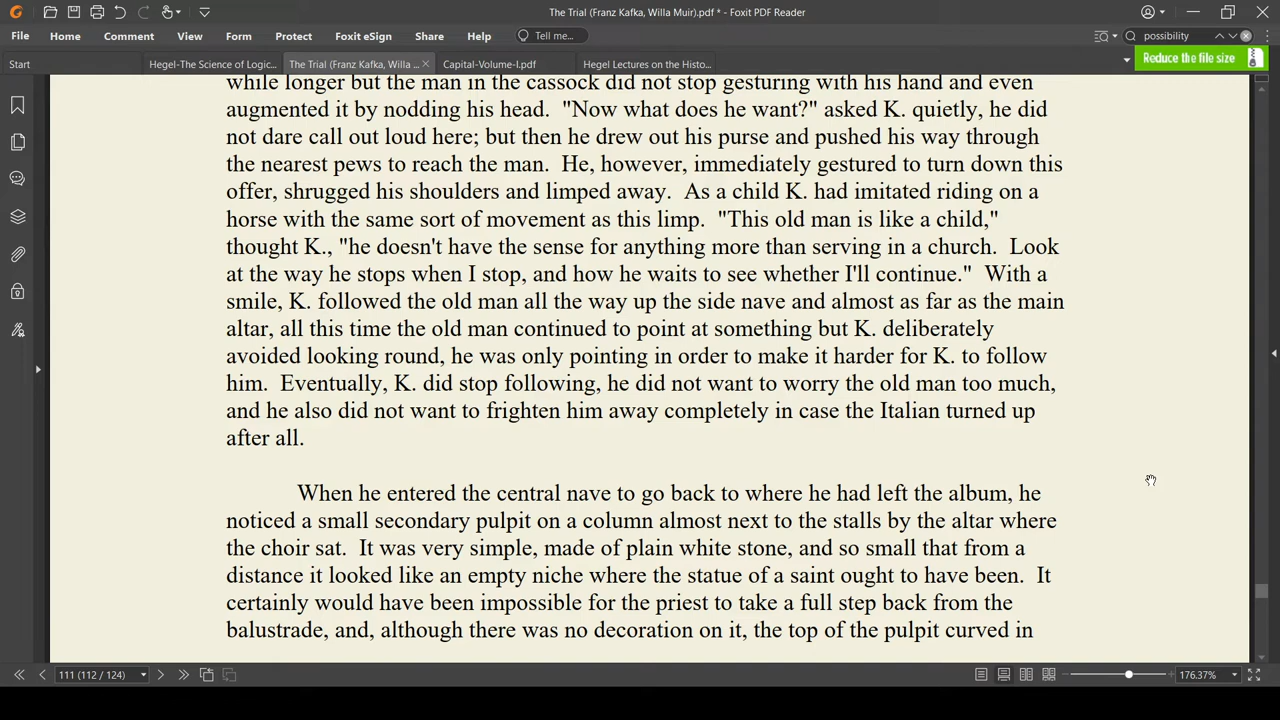 The Trial (Franz Kafka, Willa Muir).pdf * - Foxit PDF Reader
File Home Comment View Form Protect Foxit eSign Share Help Tell me... possibility
Start Hegel-The Science of Logic... The Trial (Franz Kafka, Willa ... Capital-Volume-I.pdf Hegel Lectures on the Histo... Reduce the file size
while longer but the man in the cassock did not stop gesturing with his hand and even
augmented it by nodding his head. "Now what does he want?" asked K. quietly, he did
not dare call out loud here; but then he drew out his purse and pushed his way through
the nearest pews to reach the man. He, however, immediately gestured to turn down this
offer, shrugged his shoulders and limped away. As a child K. had imitated riding on a
horse with the same sort of movement as this limp. "This old man is like a child,"
thought K., "he doesn't have the sense for anything more than serving in a church. Look
at the way he stops when I stop, and how he waits to see whether I'll continue." With a
smile, K. followed the old man all the way up the side nave and almost as far as the main
altar, all this time the old man continued to point at something but K. deliberately
avoided looking round, he was only pointing in order to make it harder for K. to follow
him. Eventually, K. did stop following, he did not want to worry the old man too much,
and he also did not want to frighten him away completely in case the Italian turned up
after all.
When he entered the central nave to go back to where he had left the album, he
noticed a small secondary pulpit on a column almost next to the stalls by the altar where
the choir sat. It was very simple, made of plain white stone, and so small that from a
distance it looked like an empty niche where the statue of a saint ought to have been. It
certainly would have been impossible for the priest to take a full step back from the
balustrade, and, although there was no decoration on it, the top of the pulpit curved in
111 (112 / 124) 176.37%